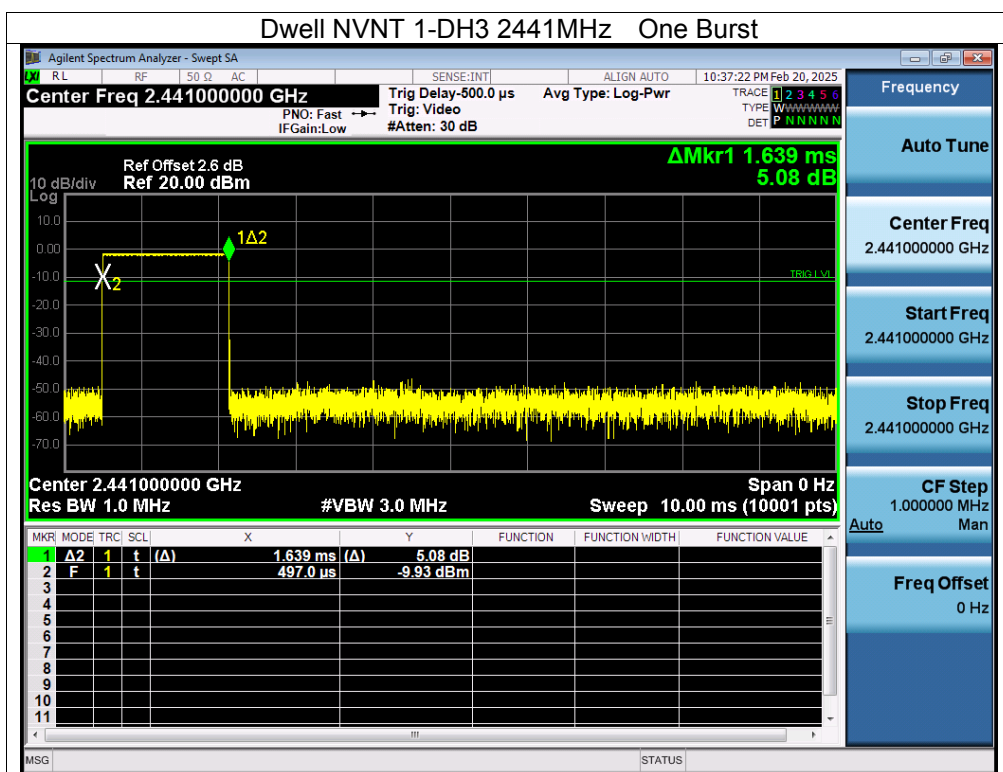 Dwell NVNT 1-DH3 2441MHz    One Burst
Agilent Spectrum Analyzer - Swept SA
LXI RL RF 50 Ω AC SENSE:INT ALIGN AUTO 10:37:22 PM Feb 20, 2025
Center Freq 2.441000000 GHz Trig Delay-500.0 μs Avg Type: Log-Pwr TRACE 1 2 3 4 5 6
PNO: Fast Trig: Video TYPE WWWWWWW
IFGain:Low #Atten: 30 dB DET P N N N N N
Frequency
Auto Tune
Center Freq
2.441000000 GHz
Start Freq
2.441000000 GHz
Stop Freq
2.441000000 GHz
CF Step
1.000000 MHz
Auto Man
Freq Offset
0 Hz
ΔMkr1 1.639 ms
5.08 dB
Ref Offset 2.6 dB
10 dB/div Ref 20.00 dBm
Log
10.0
0.00
-10.0
-20.0
-30.0
-40.0
-50.0
-60.0
-70.0
1Δ2
2
TRIG LVL
Center 2.441000000 GHz Span 0 Hz
Res BW 1.0 MHz #VBW 3.0 MHz Sweep 10.00 ms (10001 pts)
MKR MODE TRC SCL X Y FUNCTION FUNCTION WIDTH FUNCTION VALUE
1 Δ2 1 t (Δ) 1.639 ms (Δ) 5.08 dB
2 F 1 t 497.0 μs -9.93 dBm
3
4
5
6
7
8
9
10
11
MSG STATUS